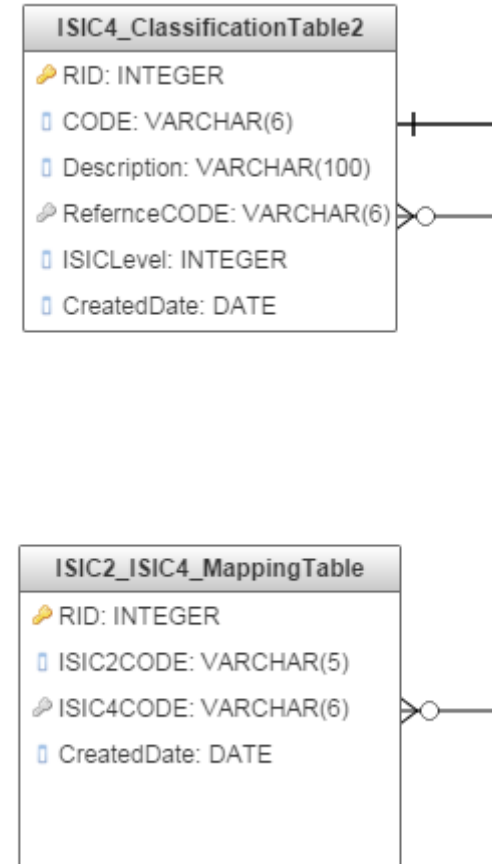 ISIC4_ClassificationTable2
RID: INTEGER
CODE: VARCHAR(6)
Description: VARCHAR(100)
RefernceCODE: VARCHAR(6)
ISICLevel: INTEGER
CreatedDate: DATE
ISIC2_ISIC4_MappingTable
RID: INTEGER
ISIC2CODE: VARCHAR(5)
ISIC4CODE: VARCHAR(6)
CreatedDate: DATE